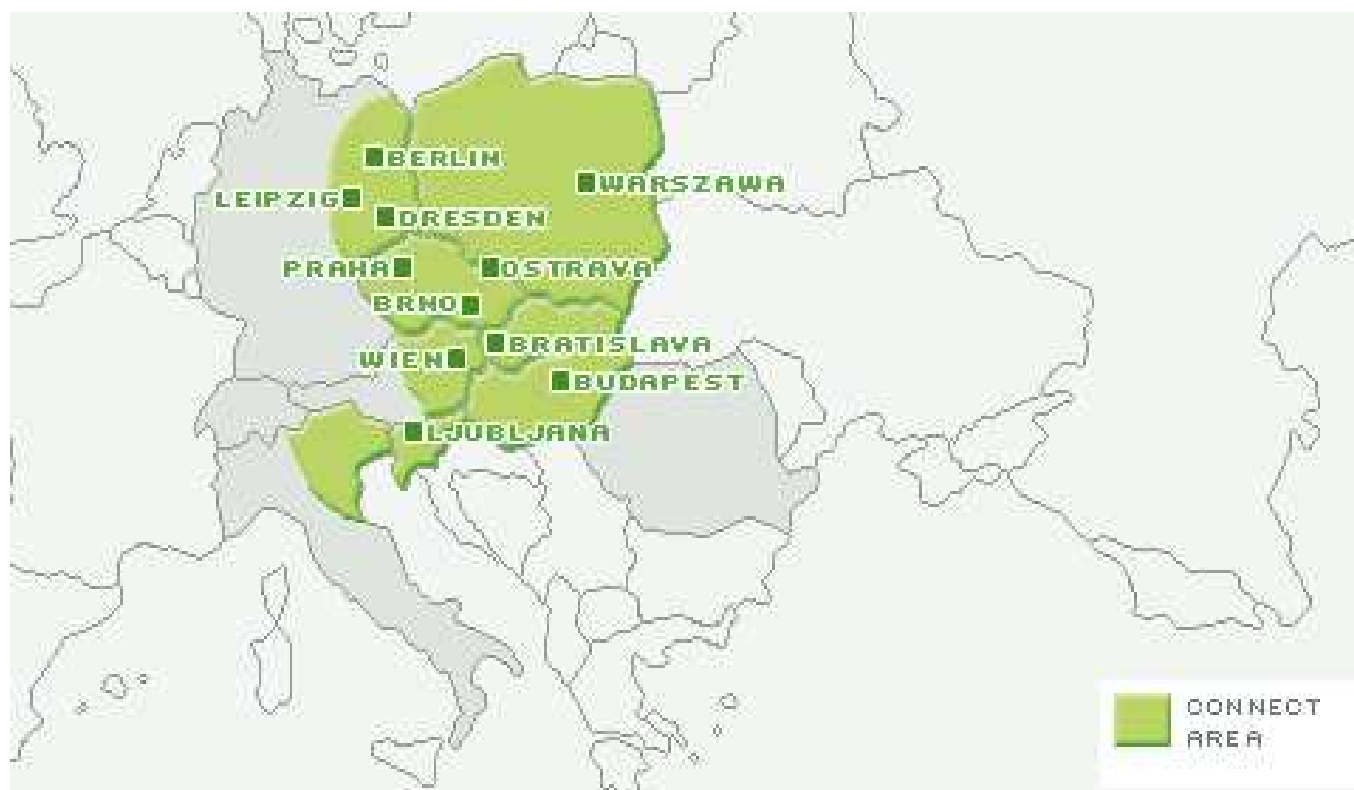 BERLIN
WARSZAWA
LEIPZIG
DRESDEN
PRAHA
OSTRAVA
BRNO
BRATISLAVA
WIEN
BUDAPEST
LJUBLJANA
CONNECT
AREA